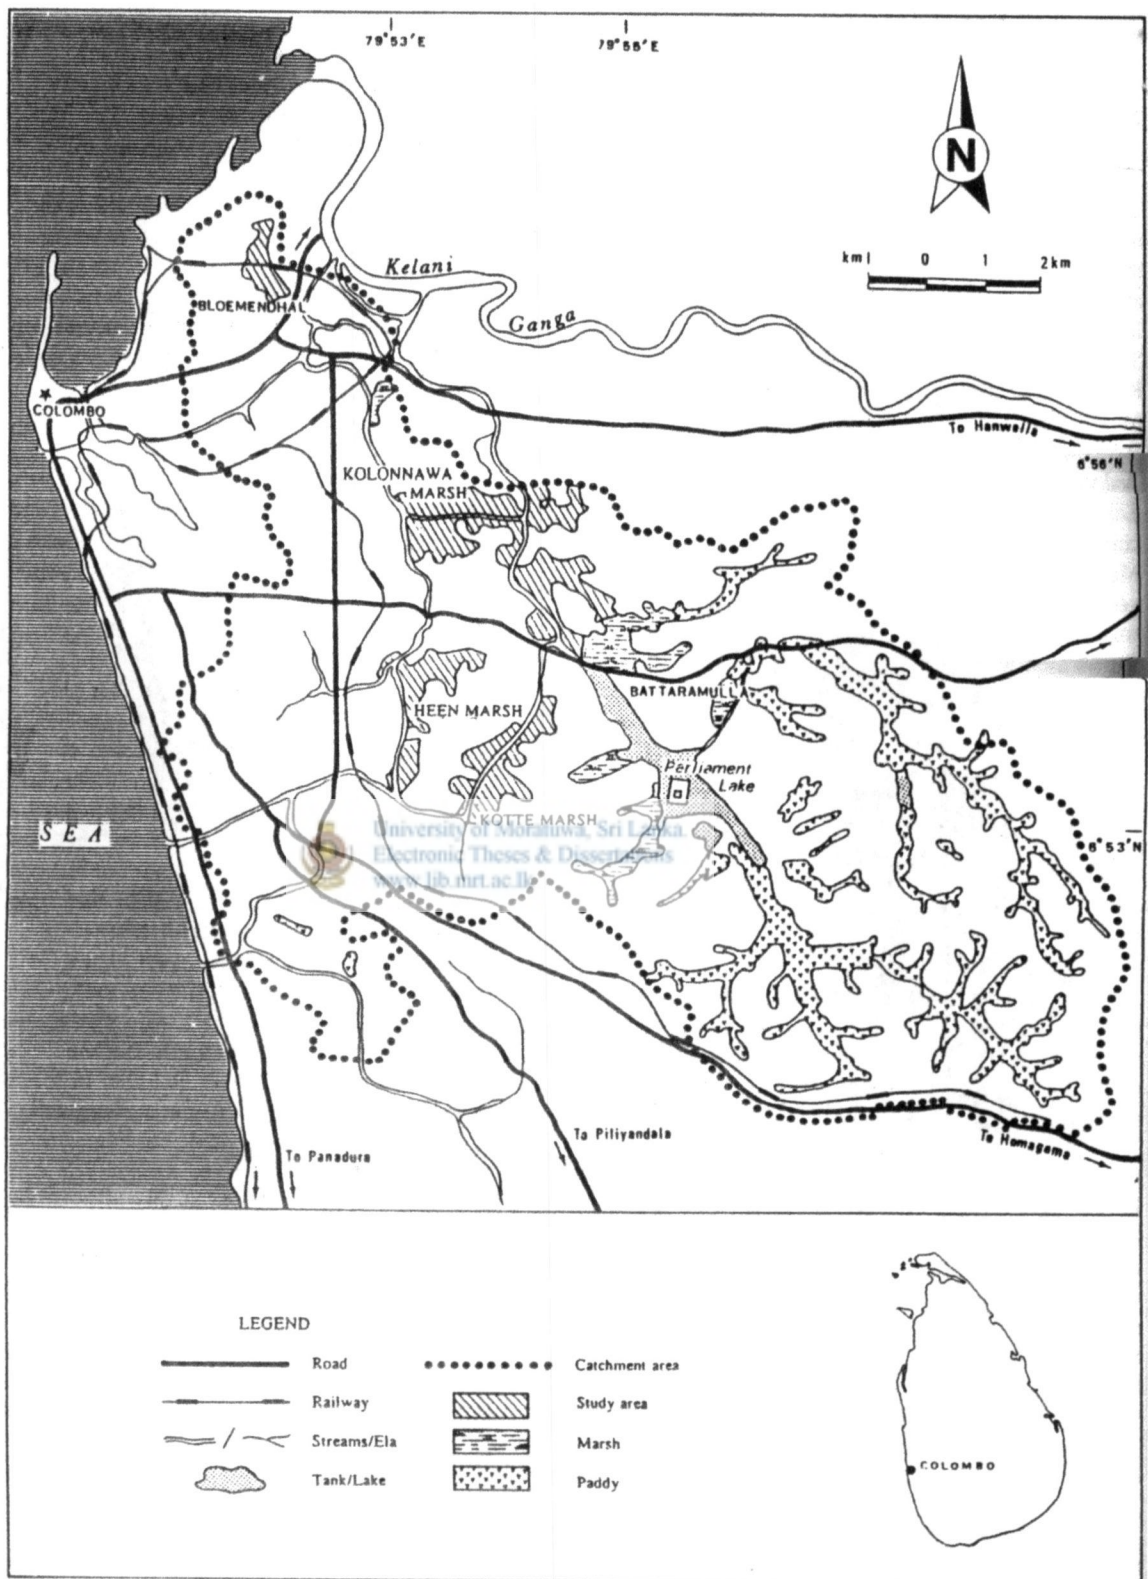 79°53'E
79°56'E
N
km 1 0 1 2 km
Kelani
Ganga
BLOEMENDHAL
COLOMBO
To Hanwella
6°56'N
KOLONNAWA
MARSH
BATTARAMULLA
HEEN MARSH
Parliament
Lake
KOTTE MARSH
SEA
University of Moratuwa, Sri Lanka.
Electronic Theses & Dissertations
www.lib.mrt.ac.lk
6°53'N
To Panadura
To Piliyandala
To Homagama
LEGEND
Road
Catchment area
Railway
Study area
Streams/Ela
Marsh
Tank/Lake
Paddy
COLOMBO